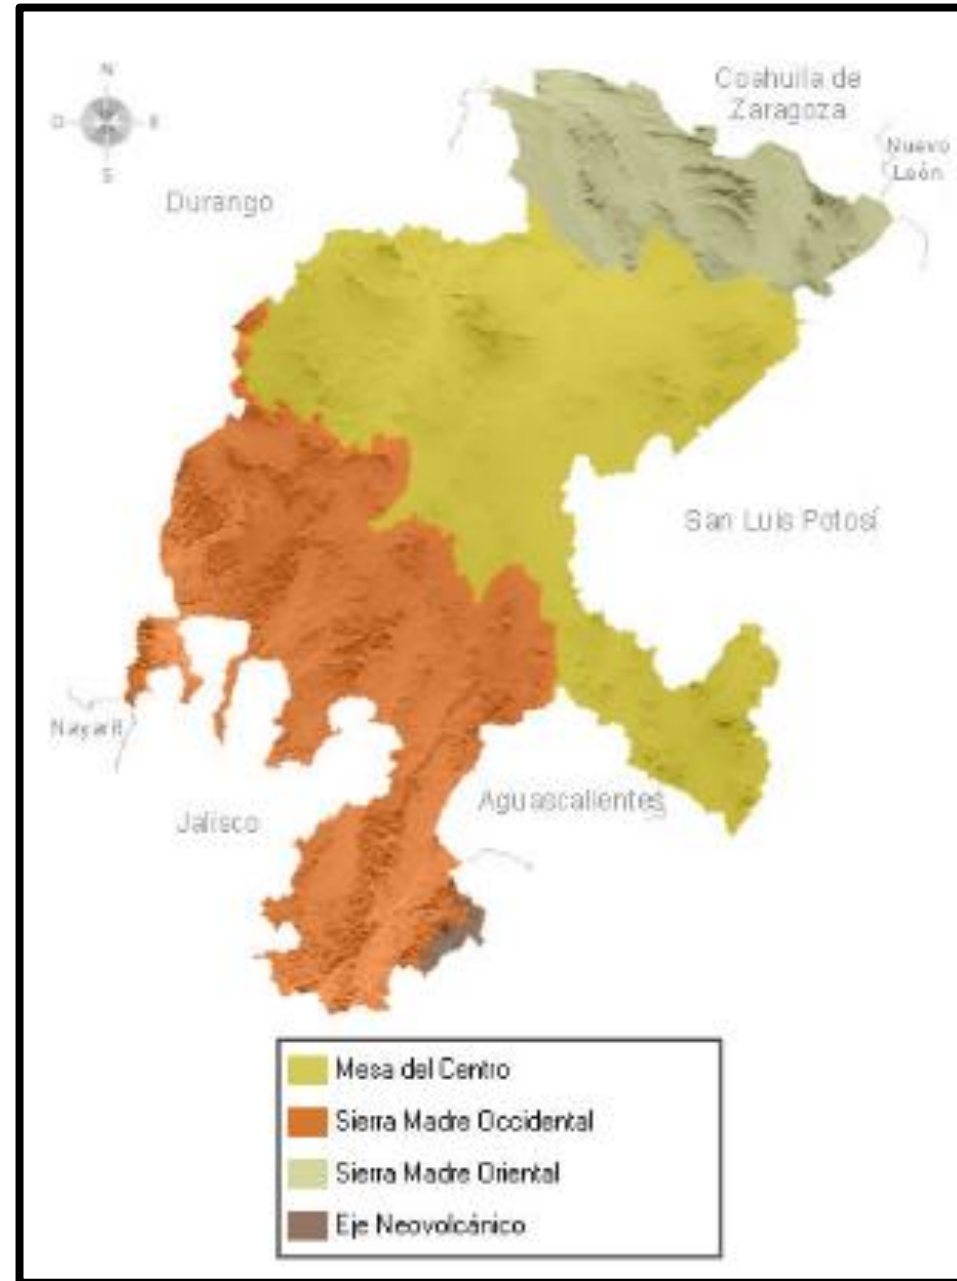 N
O E
S
Coahuila de
Zaragoza
Nuevo
León
Durango
San Luis Potosí
Nayarit
Aguascalientes
Jalisco
Mesa del Centro
Sierra Madre Occidental
Sierra Madre Oriental
Eje Neovolcánico